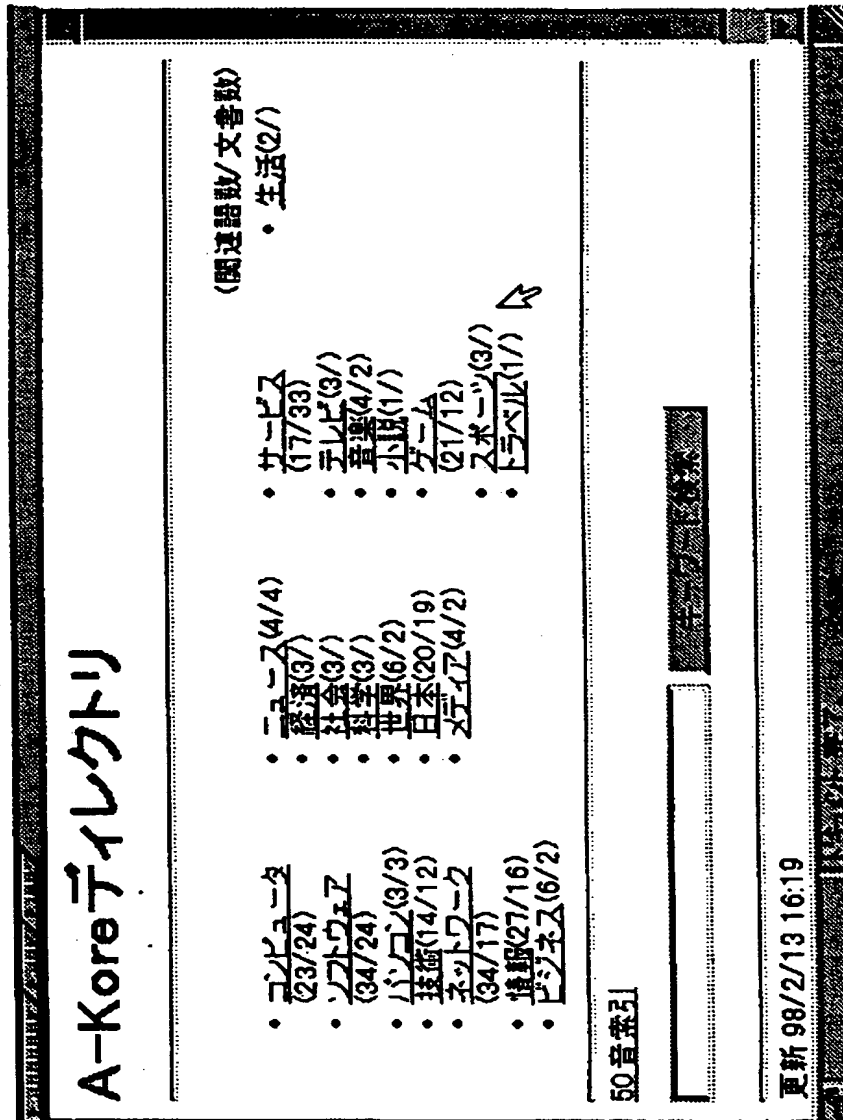 A-Koreディレクトリ
(関連語数/文書数)
• コンピュータ
(23/24)
• ソフトウェア
(34/24)
• パソコン(3/3)
• 技術(14/12)
• ネットワーク
(34/17)
• 情報(27/16)
• ビジネス(6/2)
• ニュース(4/4)
• 経済(3/)
• 社会(3/)
• 科学(3/)
• 世界(6/2)
• 日本(20/19)
• メディア(4/2)
• サービス
(17/33)
• テレビ(3/)
• 音楽(4/2)
• 小説(1/)
• ゲーム
(21/12)
• スポーツ(3/)
• トラベル(1/)
• 生活(2/)
50音索引
キーワード検索
更新 98/2/13 16:19